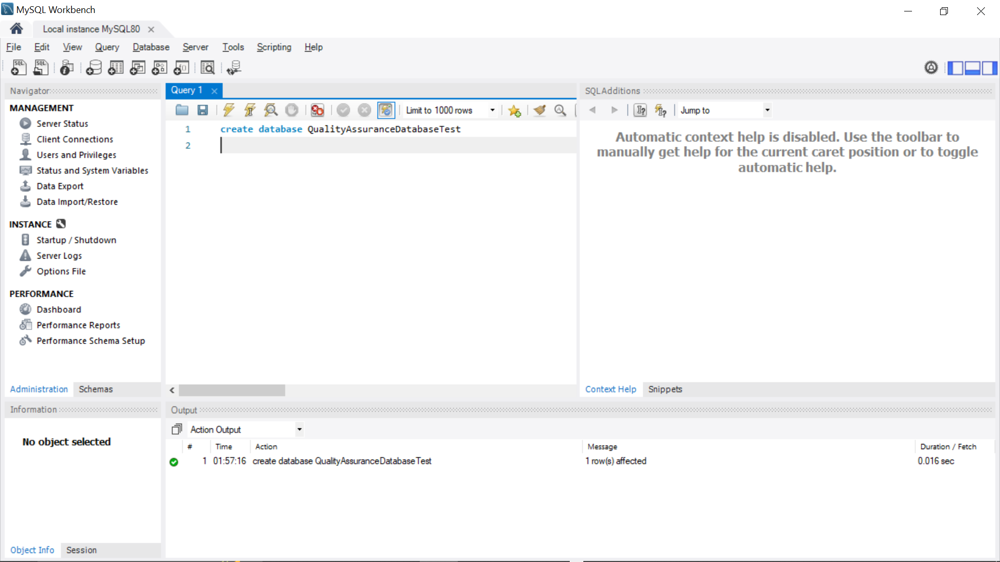 MySQL Workbench
Local instance MySQL80
File Edit View Query Database Server Tools Scripting Help
SQL SQL
Navigator
MANAGEMENT
Server Status
Client Connections
Users and Privileges
Status and System Variables
Data Export
Data Import/Restore
INSTANCE
Startup / Shutdown
Server Logs
Options File
PERFORMANCE
Dashboard
Performance Reports
Performance Schema Setup
Administration Schemas
Query 1
Limit to 1000 rows
1 create database QualityAssuranceDatabaseTest
2
SQLAdditions
Jump to
Automatic context help is disabled. Use the toolbar to
manually get help for the current caret position or to toggle
automatic help.
Context Help Snippets
Information
No object selected
Object Info Session
Output
Action Output
# Time Action Message Duration / Fetch
1 01:57:16 create database QualityAssuranceDatabaseTest 1 row(s) affected 0.016 sec